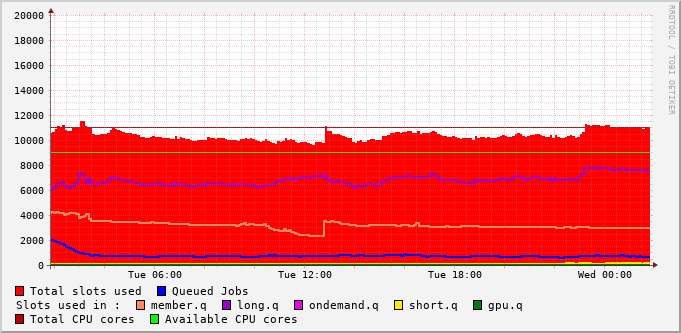 20000
18000
16000
14000
12000
10000
8000
6000
4000
2000
0
Tue 06:00 Tue 12:00 Tue 18:00 Wed 00:00
Total slots used Queued Jobs
Slots used in : member.q long.q ondemand.q short.q gpu.q
Total CPU cores Available CPU cores
RRDTOOL / TOBI OETIKER